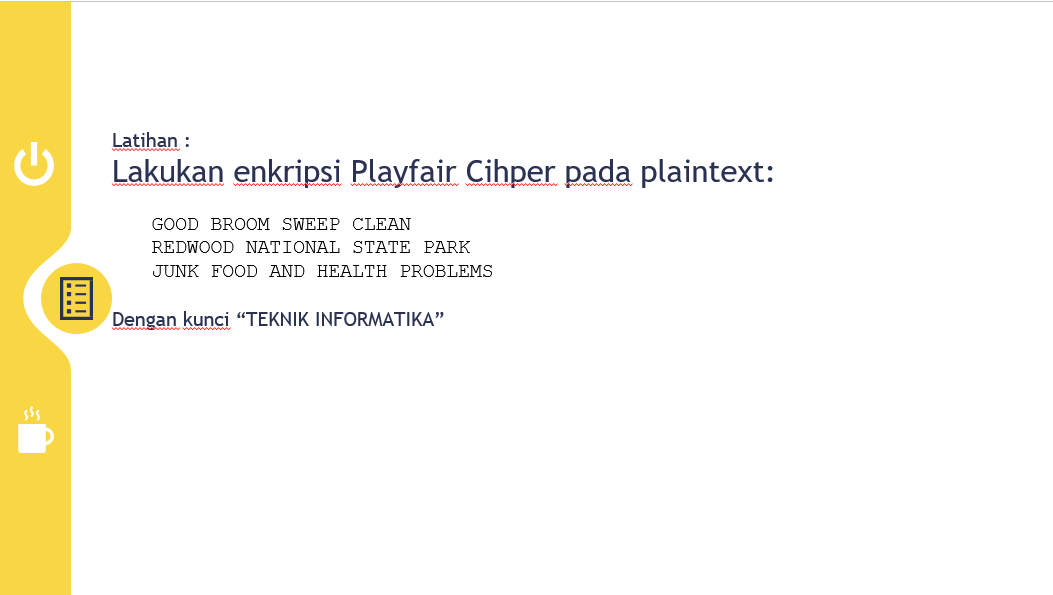 Latihan :
Lakukan enkripsi Playfair Cihper pada plaintext:
GOOD BROOM SWEEP CLEAN
REDWOOD NATIONAL STATE PARK
JUNK FOOD AND HEALTH PROBLEMS
Dengan kunci “TEKNIK INFORMATIKA”